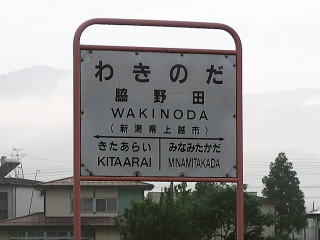 わきのだ
脇野田
WAKINODA
(新潟県上越市)
きたあらい みなみたかだ
KITAARAI MINAMITAKADA